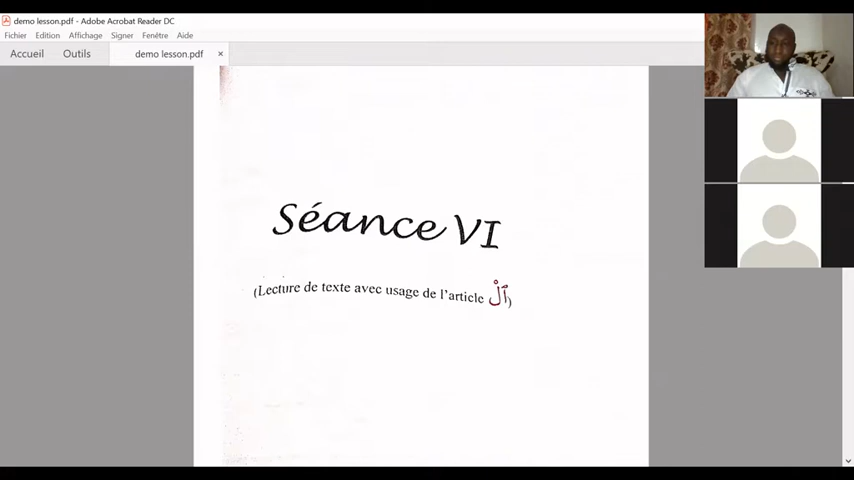 demo lesson.pdf - Adobe Acrobat Reader DC
Fichier Edition Affichage Signer Fenêtre Aide
Accueil Outils demo lesson.pdf ×
Séance VI
(Lecture de texte avec usage de l'article اَلْ)